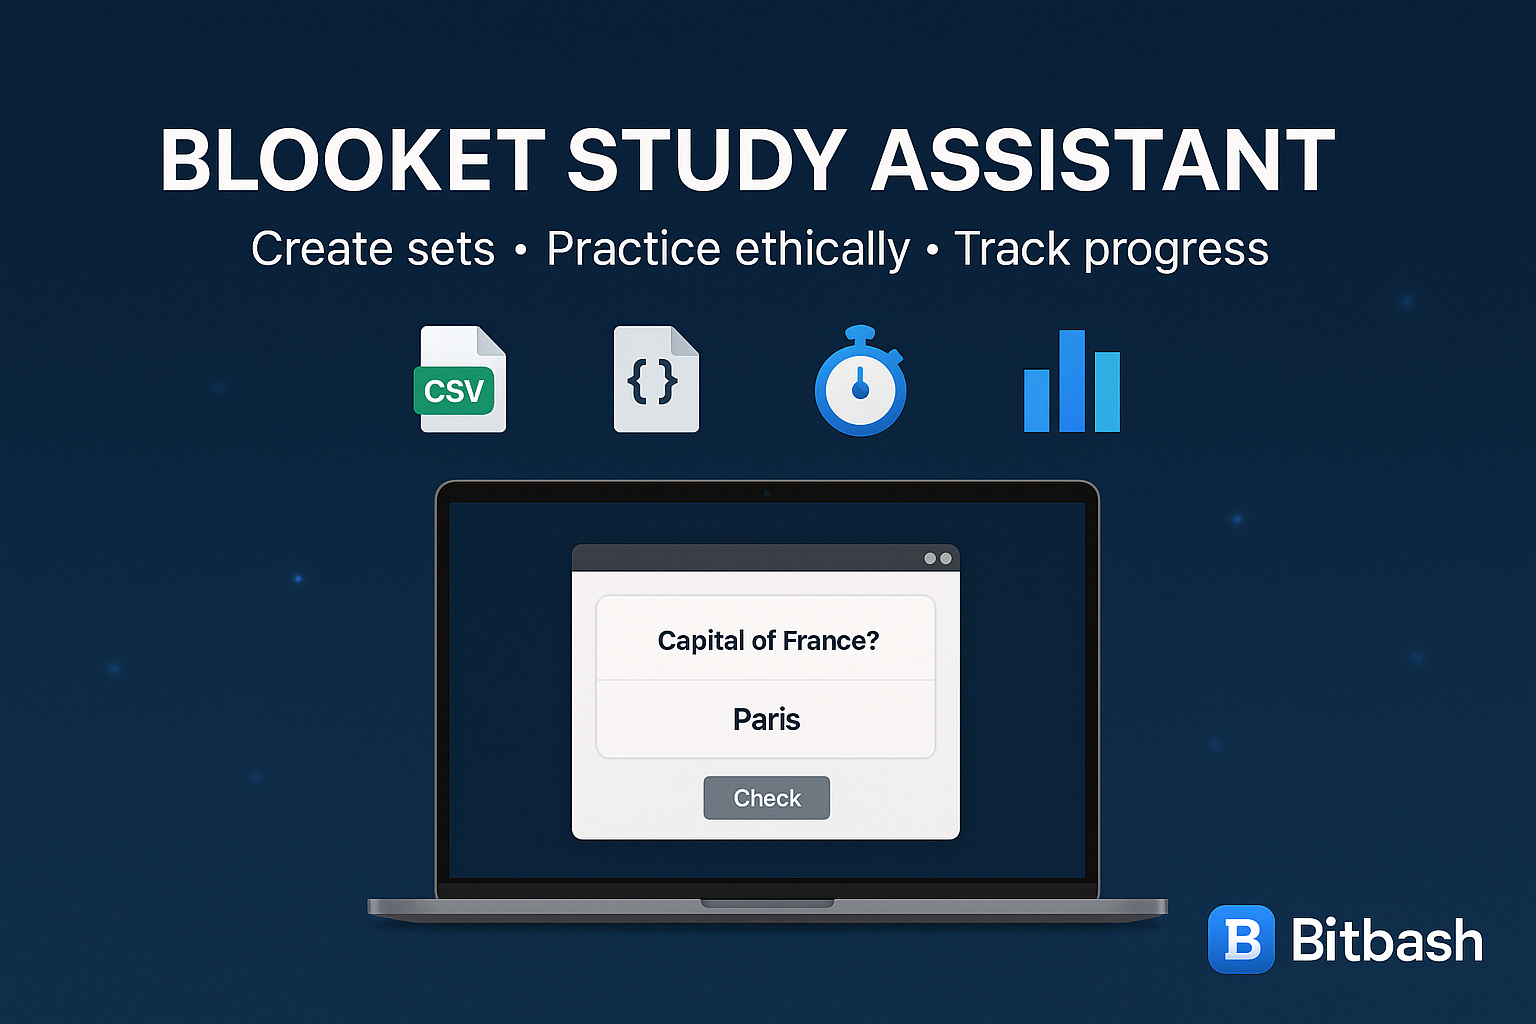 BLOOKET STUDY ASSISTANT
Create sets • Practice ethically • Track progress
CSV
{}
Capital of France?
Paris
Check
B Bitbash